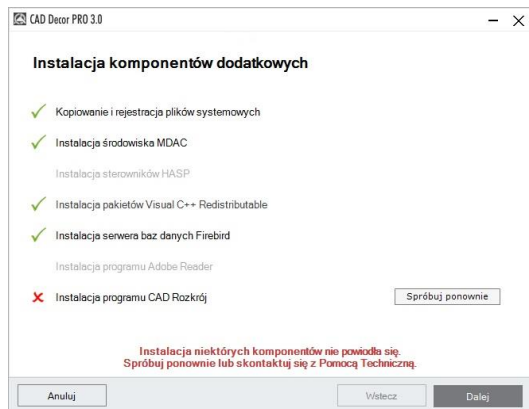 CAD Decor PRO 3.0
Instalacja komponentów dodatkowych
Kopiowanie i rejestracja plików systemowych
Instalacja środowiska MDAC
Instalacja sterowników HASP
Instalacja pakietów Visual C++ Redistributable
Instalacja serwera baz danych Firebird
Instalacja programu Adobe Reader
Instalacja programu CAD Rozkrój
Spróbuj ponownie
Instalacja niektórych komponentów nie powiodła się.
Spróbuj ponownie lub skontaktuj się z Pomocą Techniczną.
Anuluj
Wstecz
Dalej